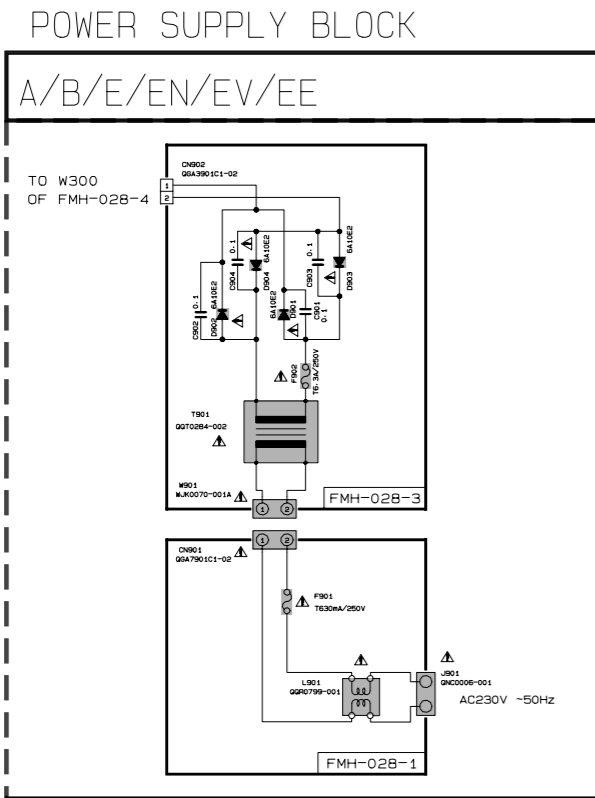 POWER SUPPLY BLOCK
A/B/E/EN/EV/EE
CN902
QGA3901C1-02
TO W300
OF FMH-028-4
1
2
0.1
C904
6A10E2
D904
0.1
C903
6A10E2
D903
0.1
C902
6A10E2
D902
6A10E2
D901
C901
0.1
F902
T6.3A/250V
T901
QQT0284-002
W901
WJK0070-001A
1 2
FMH-028-3
1 2
CN901
QGA7901C1-02
F901
T630mA/250V
L901
QQR0799-001
J901
QNC0006-001
AC230V ~50Hz
FMH-028-1